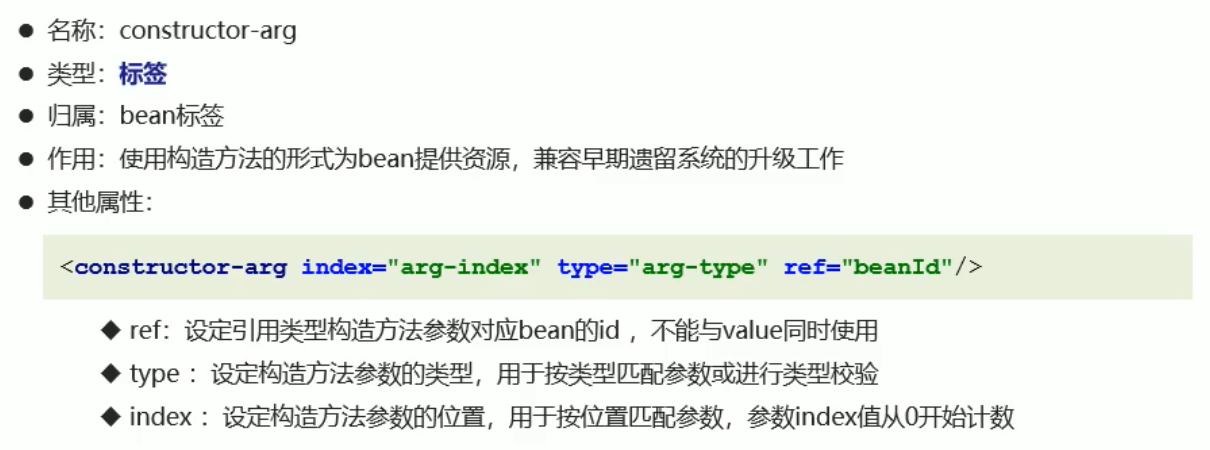 ● 名称：constructor-arg
● 类型：标签
● 归属：bean标签
● 作用：使用构造方法的形式为bean提供资源，兼容早期遗留系统的升级工作
● 其他属性：
<constructor-arg index="arg-index" type="arg-type" ref="beanId"/>
◆ ref：设定引用类型构造方法参数对应bean的id ，不能与value同时使用
◆ type ：设定构造方法参数的类型，用于按类型匹配参数或进行类型校验
◆ index ：设定构造方法参数的位置，用于按位置匹配参数，参数index值从0开始计数